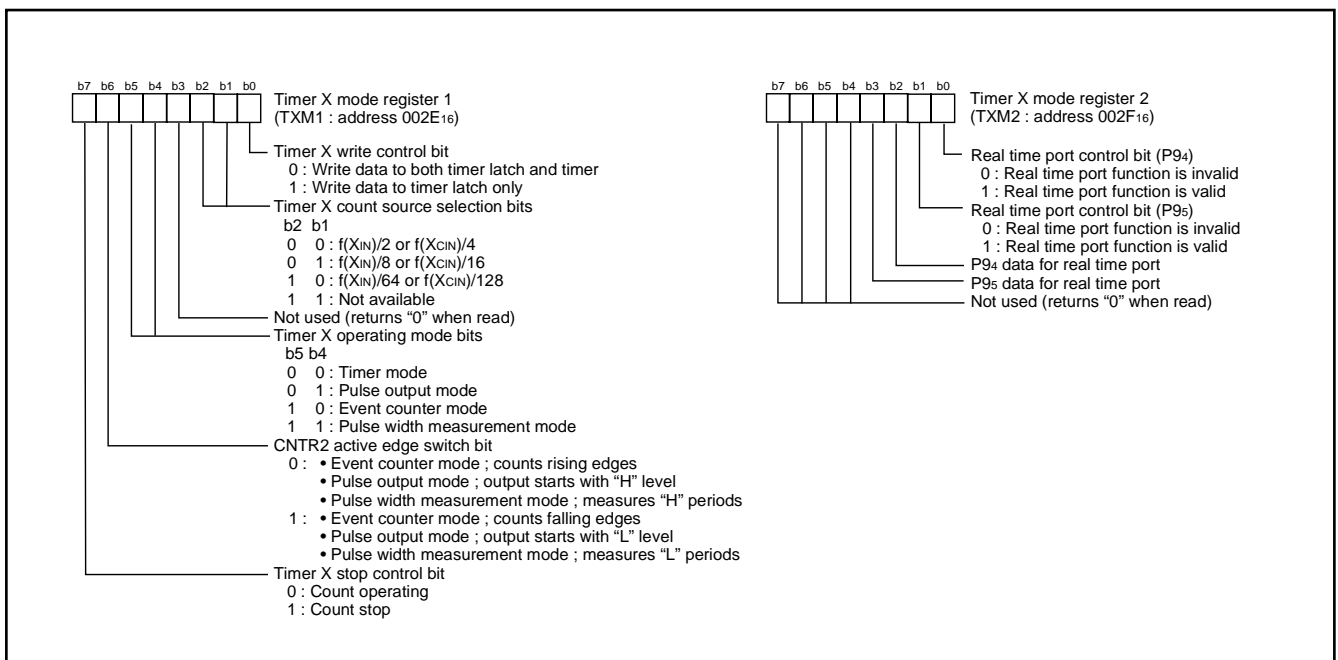 b7 b6 b5 b4 b3 b2 b1 b0
Timer X mode register 1
(TXM1 : address 002E16)
Timer X write control bit
0 : Write data to both timer latch and timer
1 : Write data to timer latch only
Timer X count source selection bits
b2 b1
0 0 : f(XIN)/2 or f(XCIN)/4
0 1 : f(XIN)/8 or f(XCIN)/16
1 0 : f(XIN)/64 or f(XCIN)/128
1 1 : Not available
Not used (returns “0” when read)
Timer X operating mode bits
b5 b4
0 0 : Timer mode
0 1 : Pulse output mode
1 0 : Event counter mode
1 1 : Pulse width measurement mode
CNTR2 active edge switch bit
0 : • Event counter mode ; counts rising edges
• Pulse output mode ; output starts with “H” level
• Pulse width measurement mode ; measures “H” periods
1 : • Event counter mode ; counts falling edges
• Pulse output mode ; output starts with “L” level
• Pulse width measurement mode ; measures “L” periods
Timer X stop control bit
0 : Count operating
1 : Count stop
b7 b6 b5 b4 b3 b2 b1 b0
Timer X mode register 2
(TXM2 : address 002F16)
Real time port control bit (P94)
0 : Real time port function is invalid
1 : Real time port function is valid
Real time port control bit (P95)
0 : Real time port function is invalid
1 : Real time port function is valid
P94 data for real time port
P95 data for real time port
Not used (returns “0” when read)